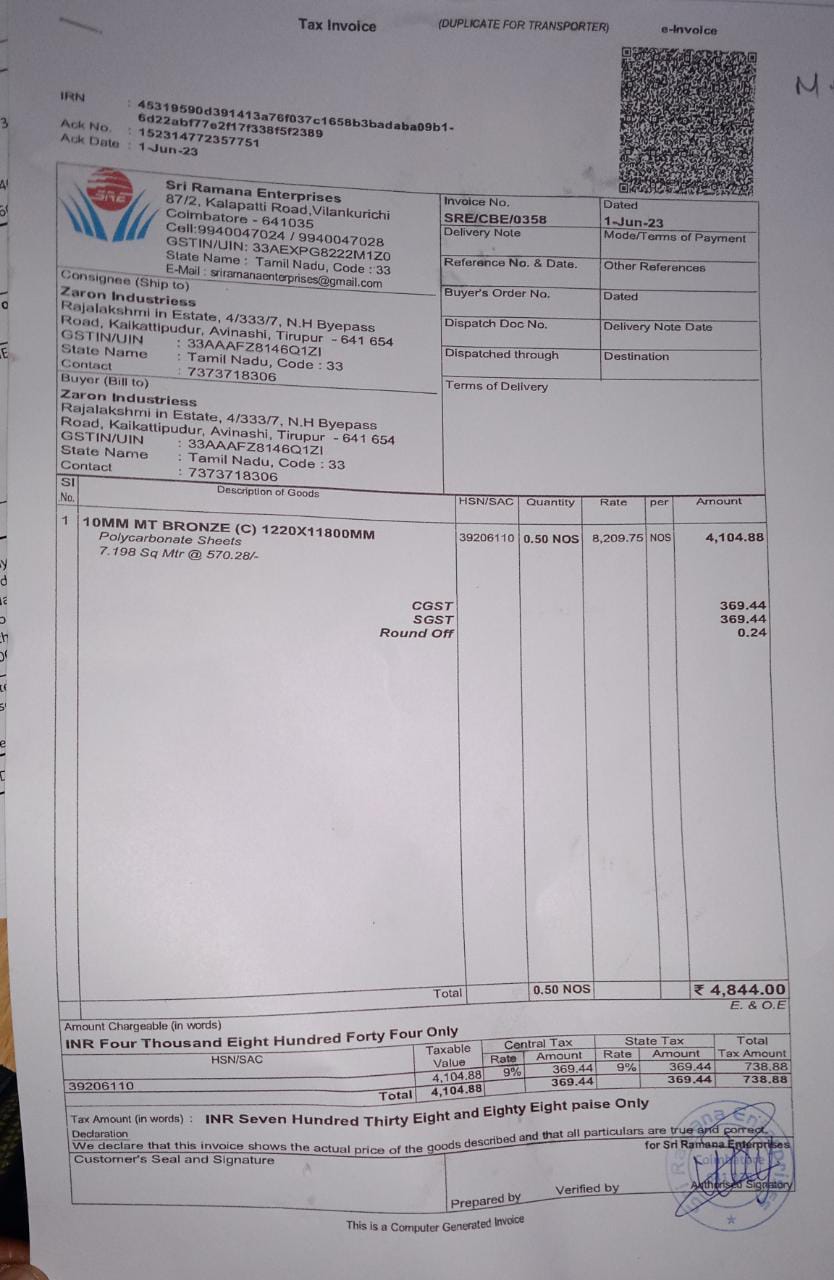 Tax Invoice (DUPLICATE FOR TRANSPORTER) e-Invoice
IRN : 45319590d391413a76f037c1658b3badaba09b1-
6d22abf77e2f17f338f5f2389
Ack No. : 152314772357751
Ack Date : 1-Jun-23
SRE
Sri Ramana Enterprises
87/2, Kalapatti Road,Vilankurichi
Coimbatore - 641035
Cell:9940047024 / 9940047028
GSTIN/UIN: 33AEXPG8222M1Z0
State Name : Tamil Nadu, Code : 33
E-Mail : sriramanaenterprises@gmail.com
Invoice No. Dated
SRE/CBE/0358 1-Jun-23
Delivery Note Mode/Terms of Payment
Reference No. & Date. Other References
Buyer's Order No. Dated
Dispatch Doc No. Delivery Note Date
Dispatched through Destination
Terms of Delivery
Consignee (Ship to)
Zaron Industriess
Rajalakshmi in Estate, 4/333/7, N.H Byepass
Road, Kaikattipudur, Avinashi, Tirupur - 641 654
GSTIN/UIN : 33AAAFZ8146Q1ZI
State Name : Tamil Nadu, Code : 33
Contact : 7373718306
Buyer (Bill to)
Zaron Industriess
Rajalakshmi in Estate, 4/333/7, N.H Byepass
Road, Kaikattipudur, Avinashi, Tirupur - 641 654
GSTIN/UIN : 33AAAFZ8146Q1ZI
State Name : Tamil Nadu, Code : 33
Contact : 7373718306
SI No. Description of Goods HSN/SAC Quantity Rate per Amount
1 10MM MT BRONZE (C) 1220X11800MM 39206110 0.50 NOS 8,209.75 NOS 4,104.88
Polycarbonate Sheets
7.198 Sq Mtr @ 570.28/-
CGST 369.44
SGST 369.44
Round Off 0.24
Total 0.50 NOS ₹ 4,844.00
E. & O.E
Amount Chargeable (in words)
INR Four Thousand Eight Hundred Forty Four Only
HSN/SAC Taxable Value Central Tax State Tax Total Tax Amount
Rate Amount Rate Amount
39206110 4,104.88 9% 369.44 9% 369.44 738.88
Total 4,104.88 369.44 369.44 738.88
Tax Amount (in words) : INR Seven Hundred Thirty Eight and Eighty Eight paise Only
Declaration
We declare that this invoice shows the actual price of the goods described and that all particulars are true and correct.
Customer's Seal and Signature
for Sri Ramana Enterprises
Prepared by Verified by Authorised Signatory
This is a Computer Generated Invoice